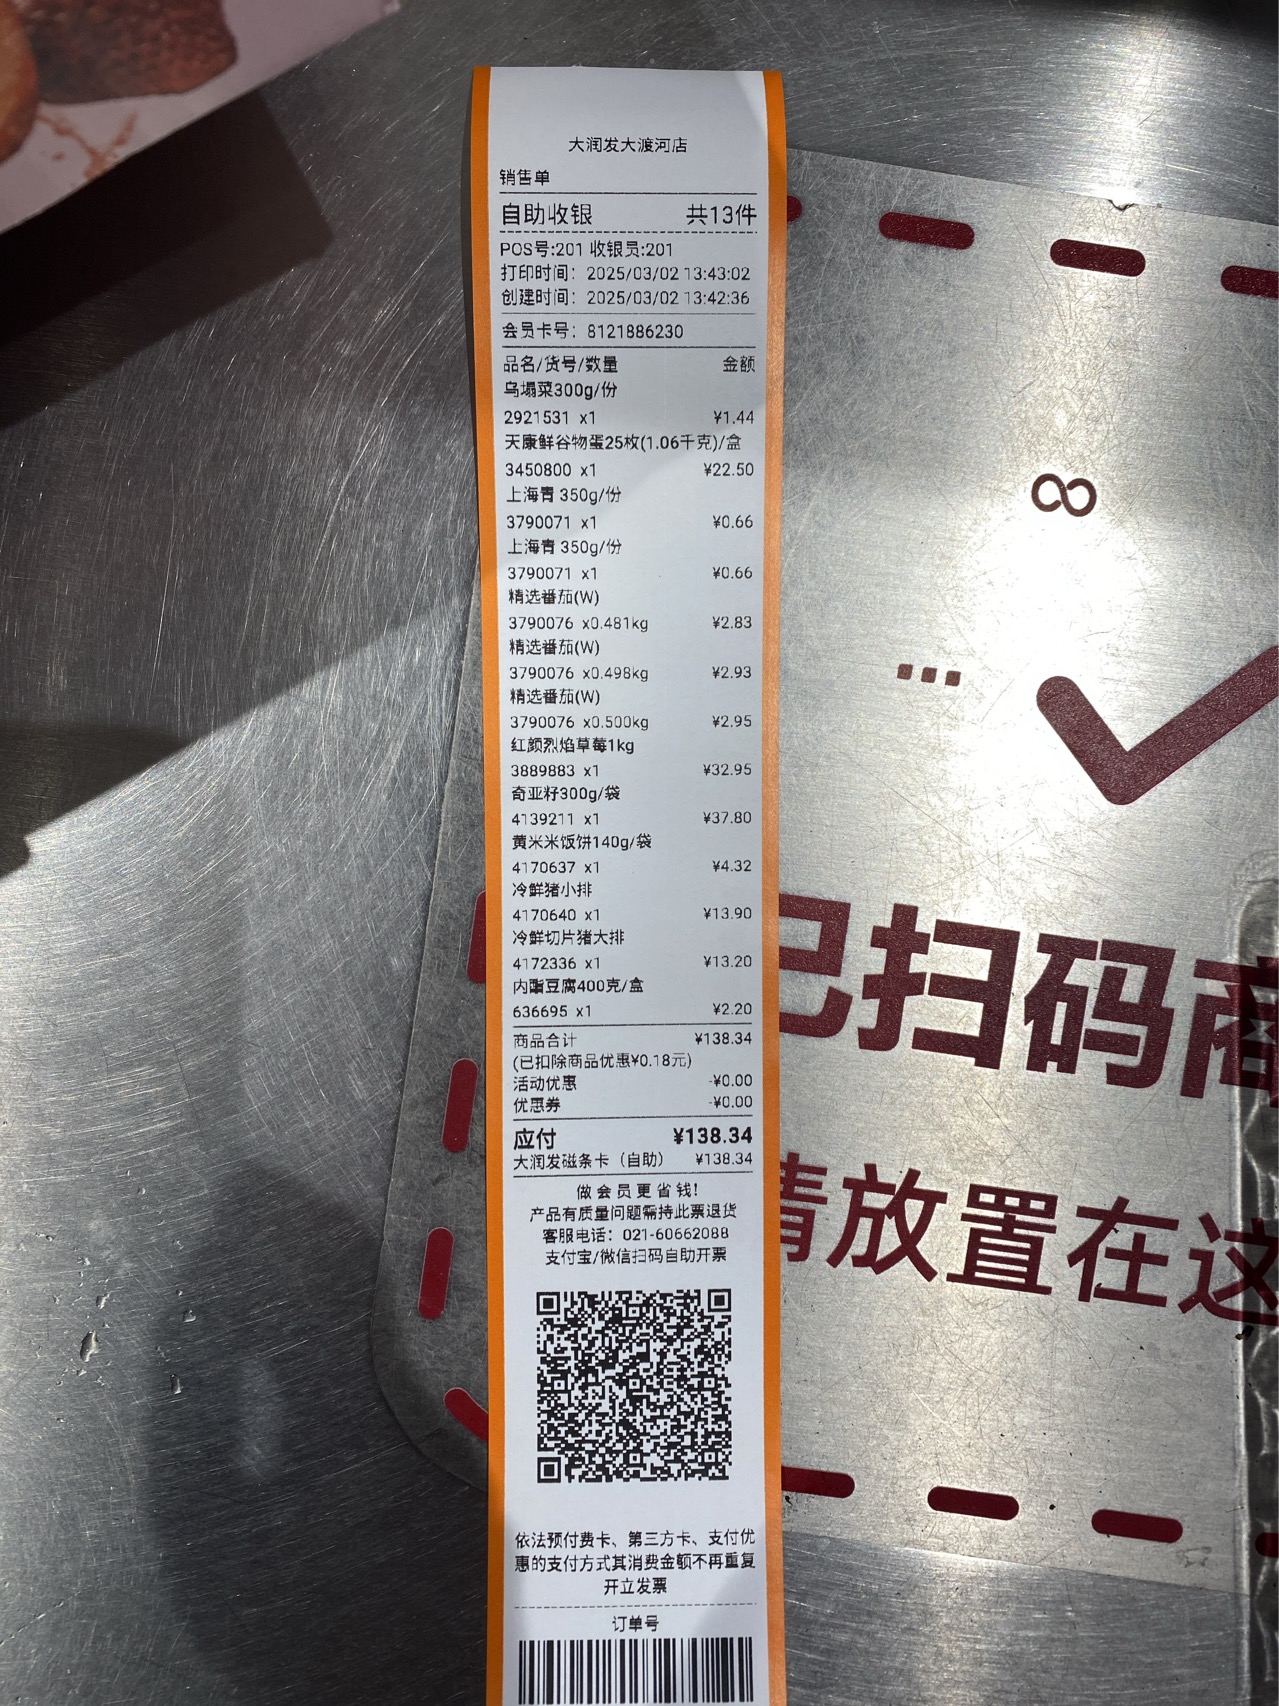 大润发大渡河店
销售单
自助收银 共13件
POS号:201 收银员:201
打印时间: 2025/03/02 13:43:02
创建时间: 2025/03/02 13:42:36
会员卡号: 8121886230
品名/货号/数量 金额
乌塌菜300g/份
2921531 x1 ¥1.44
天康鲜谷物蛋25枚(1.06千克)/盒
3450800 x1 ¥22.50
上海青 350g/份
3790071 x1 ¥0.66
上海青 350g/份
3790071 x1 ¥0.66
精选番茄(W)
3790076 x0.481kg ¥2.83
精选番茄(W)
3790076 x0.498kg ¥2.93
精选番茄(W)
3790076 x0.500kg ¥2.95
红颜烈焰草莓1kg
3889883 x1 ¥32.95
奇亚籽300g/袋
4139211 x1 ¥37.80
黄米米饭饼140g/袋
4170637 x1 ¥4.32
冷鲜猪小排
4170640 x1 ¥13.90
冷鲜切片猪大排
4172336 x1 ¥13.20
内酯豆腐400克/盒
636695 x1 ¥2.20
商品合计 ¥138.34
(已扣除商品优惠¥0.18元)
活动优惠 -¥0.00
优惠券 -¥0.00
应付 ¥138.34
大润发磁条卡（自助） ¥138.34
做会员更省钱!
产品有质量问题需持此票退货
客服电话: 021-60662088
支付宝/微信扫码自助开票
依法预付费卡、第三方卡、支付优
惠的支付方式其消费金额不再重复
开立发票
订单号
已扫码商
请放置在这